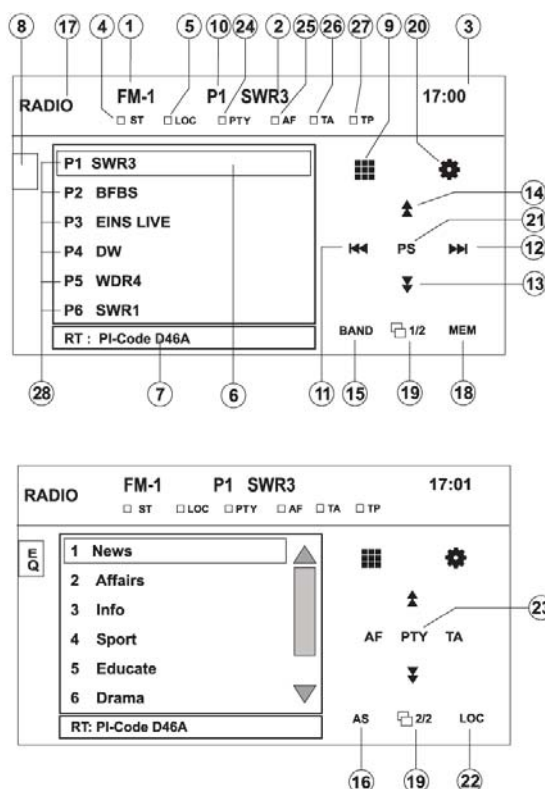 8 17 4 1 5 10 24 2 25 26 27 9 20 3
RADIO FM-1 P1 SWR3 17:00
ST LOC PTY AF TA TP
P1 SWR3
P2 BFBS
P3 EINS LIVE
P4 DW
P5 WDR4
P6 SWR1
RT : PI-Code D46A
14
PS 21
12
13
BAND 1/2 MEM
28 7 6 11 15 19 18
RADIO FM-1 P1 SWR3 17:01
ST LOC PTY AF TA TP
EQ
1 News
2 Affairs
3 Info
4 Sport
5 Educate
6 Drama
RT: PI-Code D46A
23
AF PTY TA
AS 2/2 LOC
16 19 22